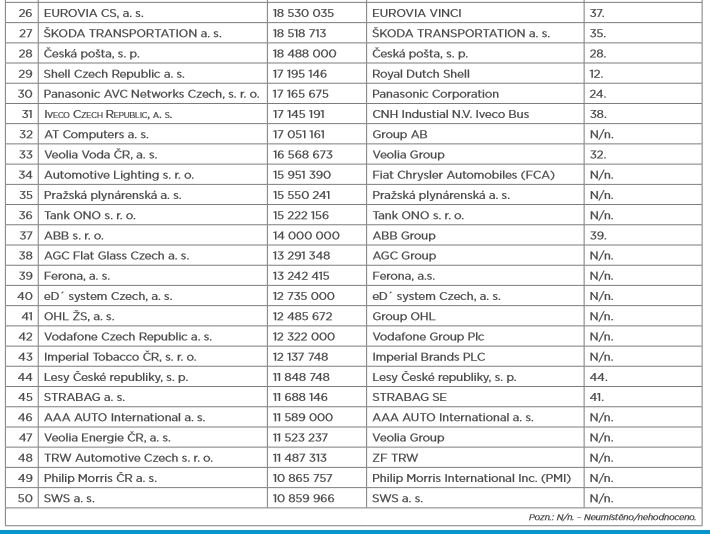 26 EUROVIA CS, a. s. 18 530 035 EUROVIA VINCI 37.
27 ŠKODA TRANSPORTATION a. s. 18 518 713 ŠKODA TRANSPORTATION a. s. 35.
28 Česká pošta, s. p. 18 488 000 Česká pošta, s. p. 28.
29 Shell Czech Republic a. s. 17 195 146 Royal Dutch Shell 12.
30 Panasonic AVC Networks Czech, s. r. o. 17 165 675 Panasonic Corporation 24.
31 Iveco Czech Republic, a. s. 17 145 191 CNH Industial N.V. Iveco Bus 38.
32 AT Computers a. s. 17 051 161 Group AB N/n.
33 Veolia Voda ČR, a. s. 16 568 673 Veolia Group 32.
34 Automotive Lighting s. r. o. 15 951 390 Fiat Chrysler Automobiles (FCA) N/n.
35 Pražská plynárenská a. s. 15 550 241 Pražská plynárenská a. s. N/n.
36 Tank ONO s. r. o. 15 222 156 Tank ONO s. r. o. N/n.
37 ABB s. r. o. 14 000 000 ABB Group 39.
38 AGC Flat Glass Czech a. s. 13 291 348 AGC Group N/n.
39 Ferona, a. s. 13 242 415 Ferona, a.s. N/n.
40 eD´ system Czech, a. s. 12 735 000 eD´ system Czech, a. s. N/n.
41 OHL ŽS, a. s. 12 485 672 Group OHL N/n.
42 Vodafone Czech Republic a. s. 12 322 000 Vodafone Group Plc N/n.
43 Imperial Tobacco ČR, s. r. o. 12 137 748 Imperial Brands PLC N/n.
44 Lesy České republiky, s. p. 11 848 748 Lesy České republiky, s. p. 44.
45 STRABAG a. s. 11 688 146 STRABAG SE 41.
46 AAA AUTO International a. s. 11 589 000 AAA AUTO International a. s. N/n.
47 Veolia Energie ČR, a. s. 11 523 237 Veolia Group N/n.
48 TRW Automotive Czech s. r. o. 11 487 313 ZF TRW N/n.
49 Philip Morris ČR a. s. 10 865 757 Philip Morris International Inc. (PMI) N/n.
50 SWS a. s. 10 859 966 SWS a. s. N/n.
Pozn.: N/n. – Neumístěno/nehodnoceno.